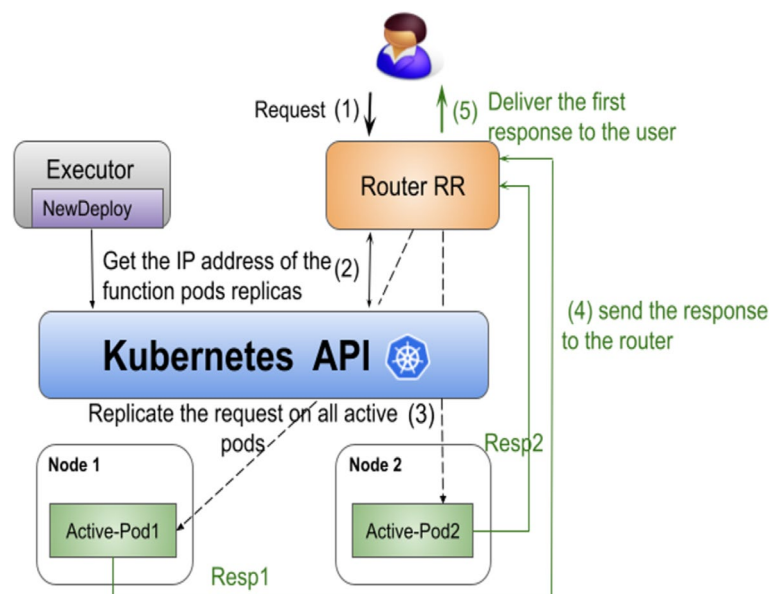 Request (1)
(5) Deliver the first
response to the user
Executor
NewDeploy
Router RR
Get the IP address of the (2)
function pods replicas
(4) send the response
to the router
Kubernetes API
Replicate the request on all active (3)
pods
Node 1
Node 2
Resp2
Active-Pod1
Active-Pod2
Resp1